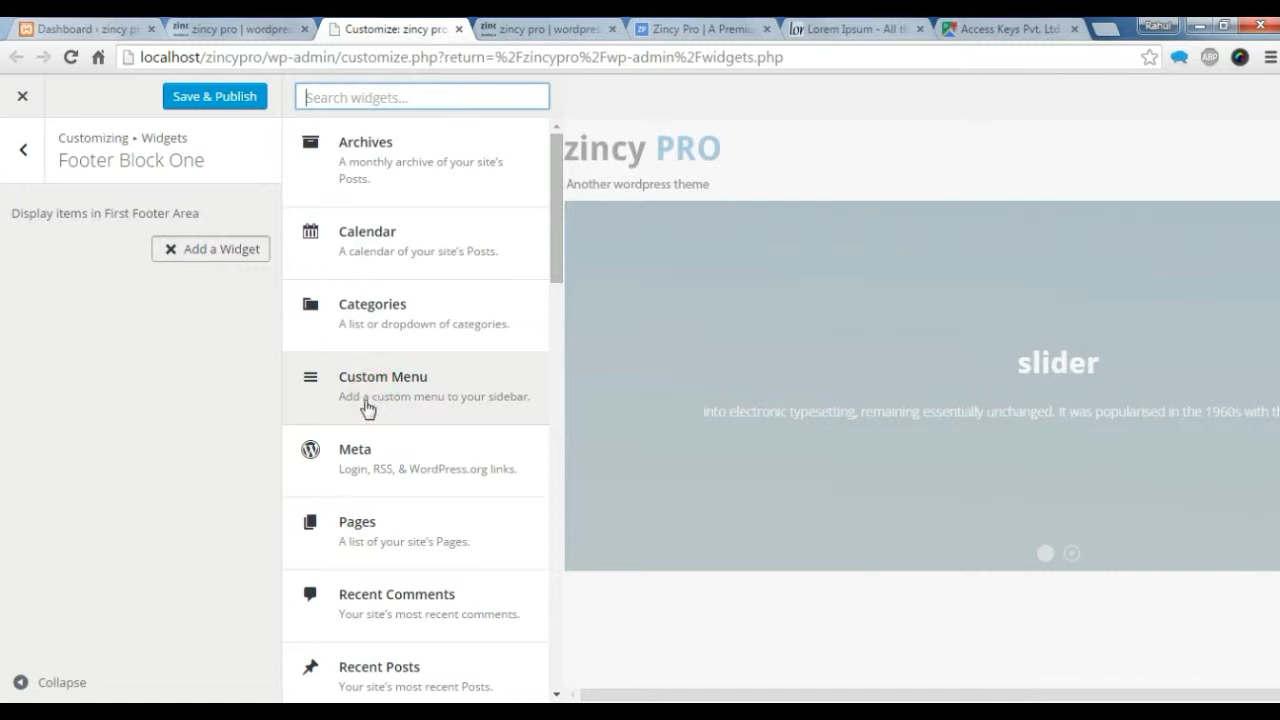 Dashboard ‹ zincy pr
zincy pro | wordpres
Customize: zincy pro
zincy pro | wordpres
Zincy Pro | A Premiu
Lorem Ipsum - All t
Access Keys Pvt. Ltd
Rahul
localhost/zincypro/wp-admin/customize.php?return=%2Fzincypro%2Fwp-admin%2Fwidgets.php
ABP
Save & Publish
Customizing ▸ Widgets
Footer Block One
Display items in First Footer Area
Add a Widget
Collapse
Search widgets...
Archives
A monthly archive of your site's
Posts.
Calendar
A calendar of your site's Posts.
Categories
A list or dropdown of categories.
Custom Menu
Add a custom menu to your sidebar.
Meta
Login, RSS, & WordPress.org links.
Pages
A list of your site's Pages.
Recent Comments
Your site's most recent comments.
Recent Posts
Your site's most recent Posts.
zincy PRO
Another wordpress theme
slider
into electronic typesetting, remaining essentially unchanged. It was popularised in the 1960s with th